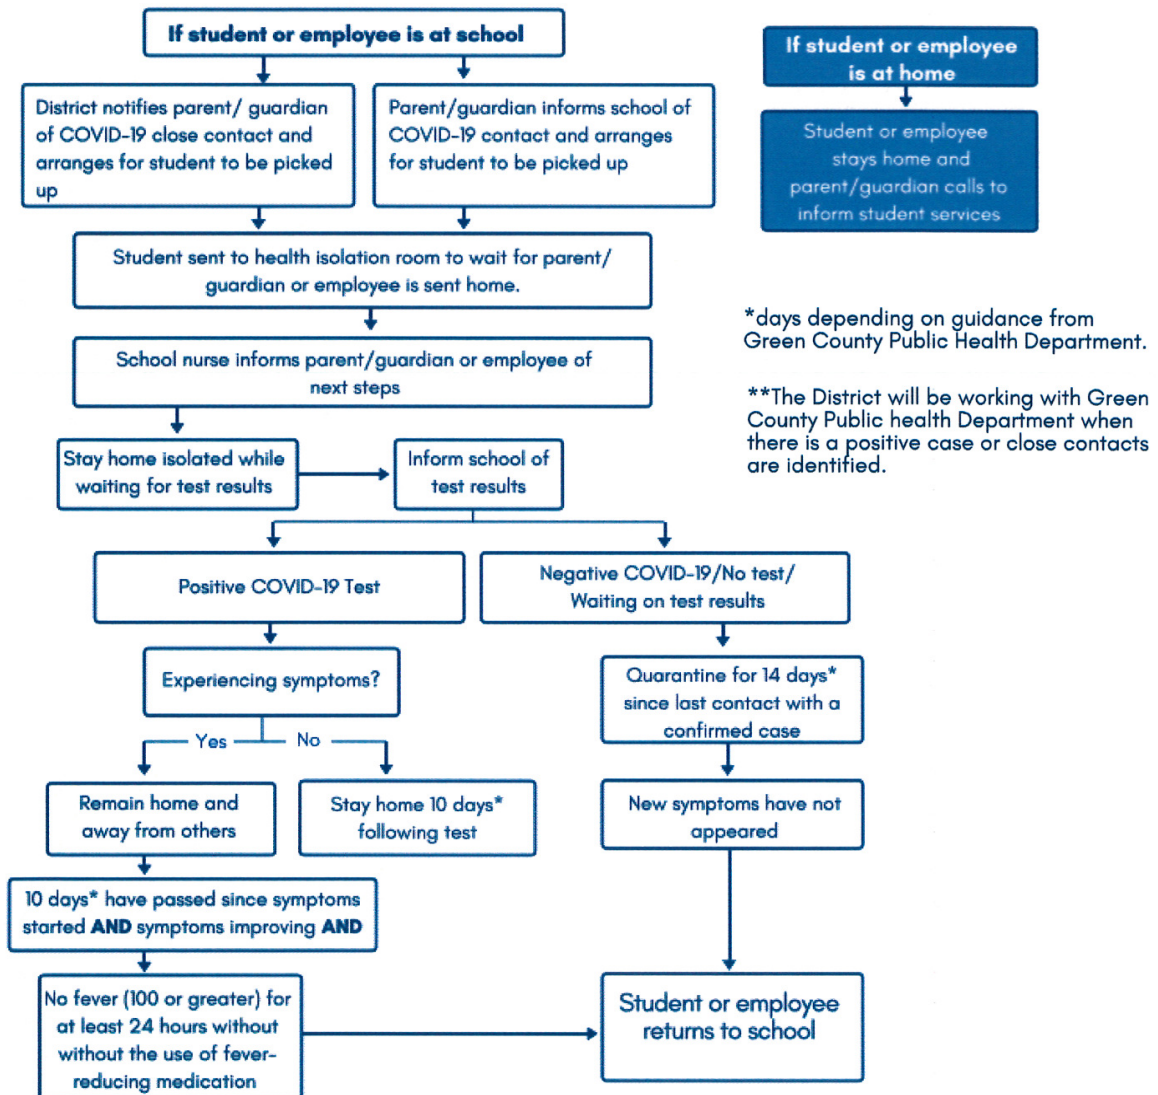 If student or employee is at school
District notifies parent/ guardian
of COVID-19 close contact and
arranges for student to be picked
up
Parent/guardian informs school of
COVID-19 contact and arranges
for student to be picked up
If student or employee
is at home
Student or employee
stays home and
parent/guardian calls to
inform student services
Student sent to health isolation room to wait for parent/
guardian or employee is sent home.
School nurse informs parent/guardian or employee of
next steps
*days depending on guidance from
Green County Public Health Department.
**The District will be working with Green
County Public health Department when
there is a positive case or close contacts
are identified.
Stay home isolated while
waiting for test results
Inform school of
test results
Positive COVID-19 Test
Negative COVID-19/No test/
Waiting on test results
Experiencing symptoms?
Quarantine for 14 days*
since last contact with a
confirmed case
Yes
No
Remain home and
away from others
Stay home 10 days*
following test
New symptoms have not
appeared
10 days* have passed since symptoms
started AND symptoms improving AND
No fever (100 or greater) for
at least 24 hours without
without the use of fever-
reducing medication
Student or employee
returns to school